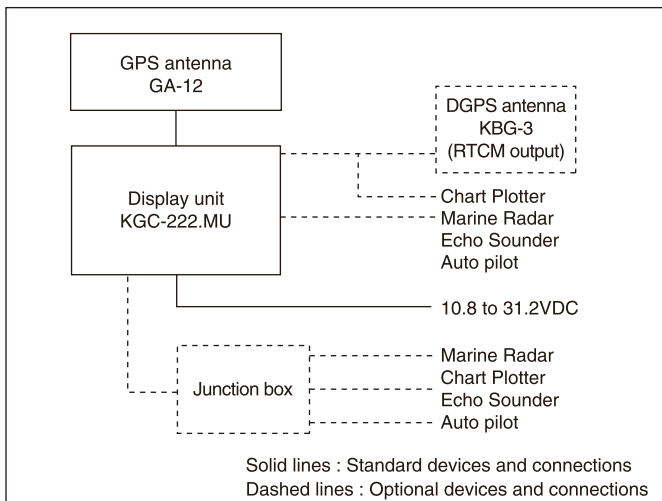 GPS antenna
GA-12
DGPS antenna
KBG-3
(RTCM output)
Display unit
KGC-222.MU
Chart Plotter
Marine Radar
Echo Sounder
Auto pilot
10.8 to 31.2VDC
Junction box
Marine Radar
Chart Plotter
Echo Sounder
Auto pilot
Solid lines : Standard devices and connections
Dashed lines : Optional devices and connections